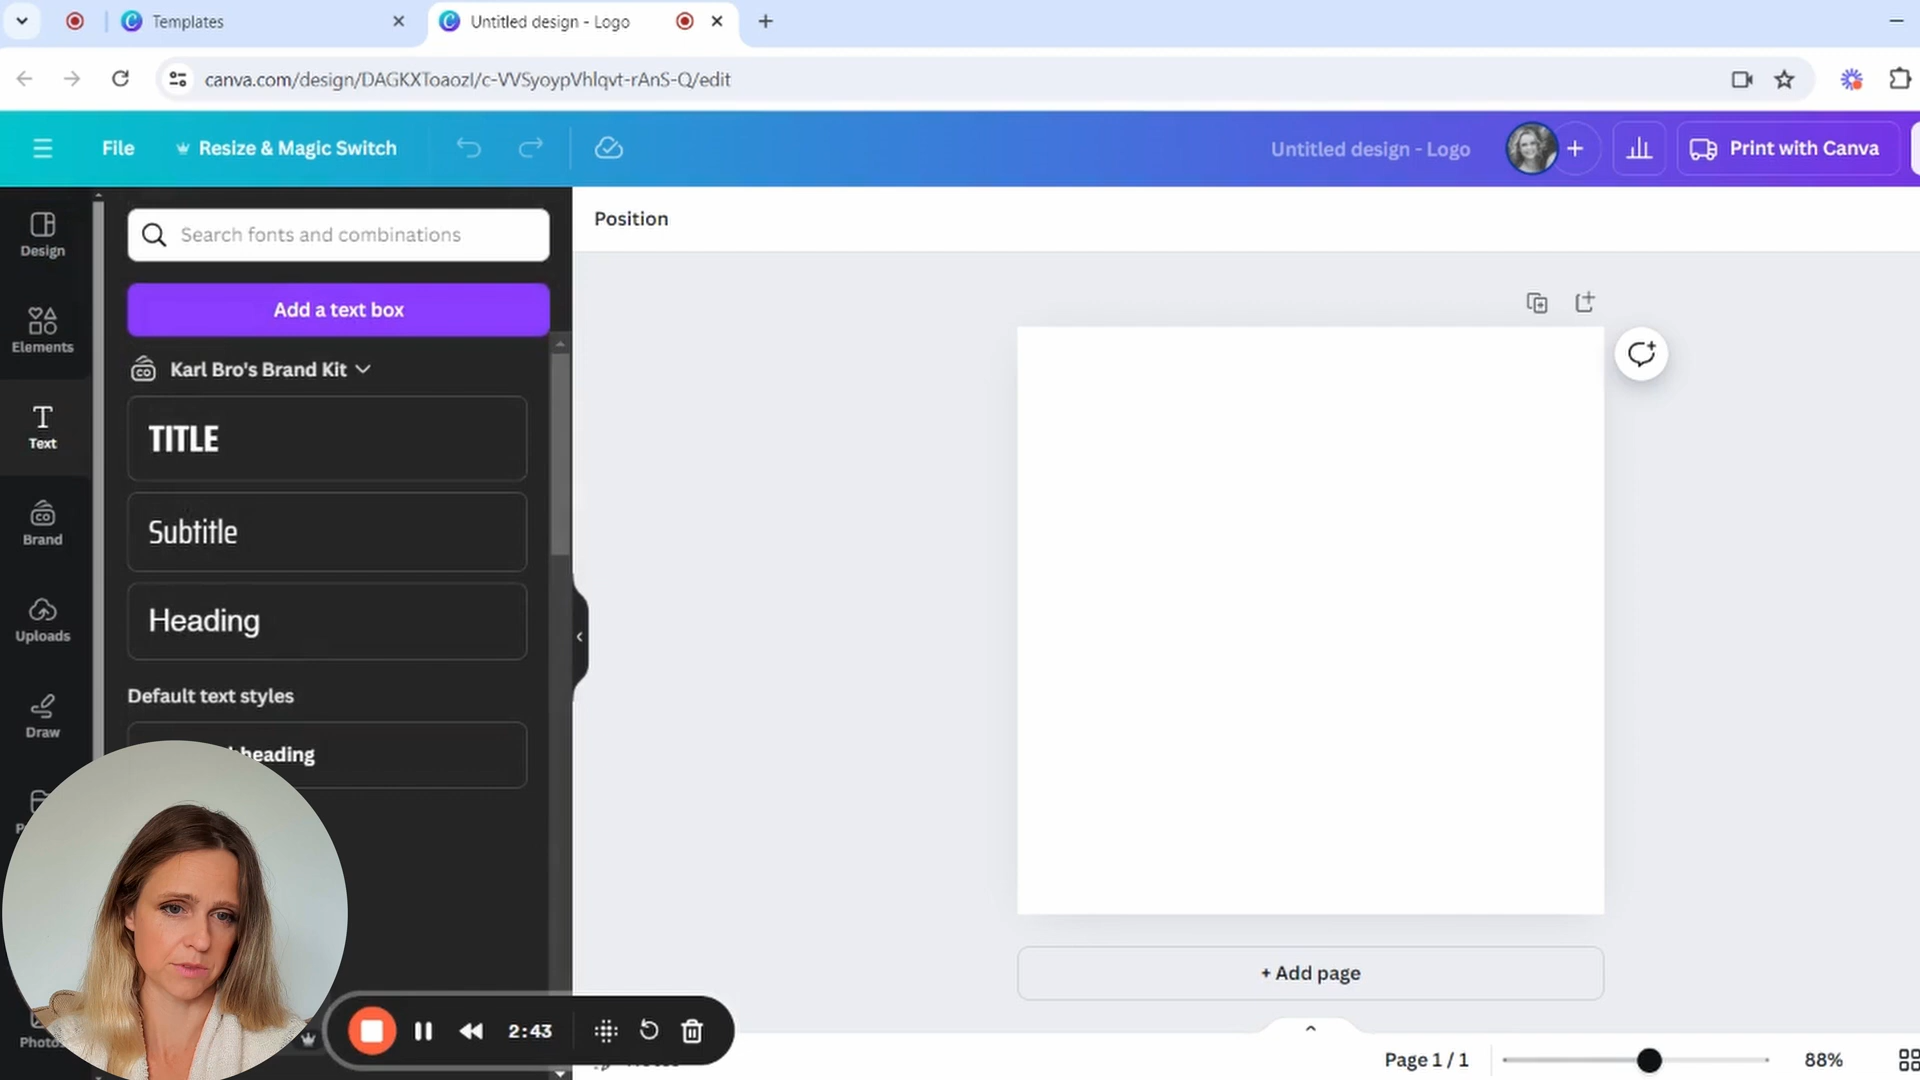 Templates
Untitled design - Logo
canva.com/design/DAGKXToaozI/c-VVSyoypVhlqvt-rAnS-Q/edit
File
Resize & Magic Switch
Untitled design - Logo
Print with Canva
Design
Elements
Text
Brand
Uploads
Draw
Photos
Search fonts and combinations
Add a text box
CO
Karl Bro's Brand Kit
TITLE
Subtitle
Heading
Default text styles
heading
Position
+ Add page
2:43
Page 1 / 1
88%